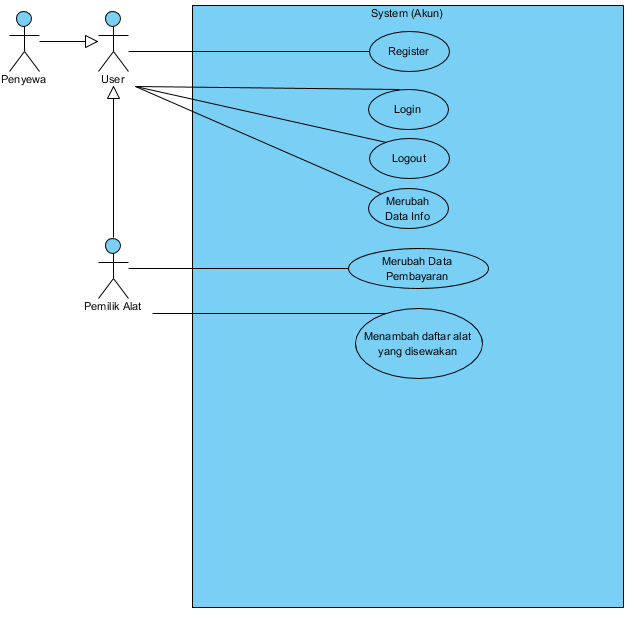 System (Akun)
Penyewa
User
Register
Login
Logout
Merubah
Data Info
Pemilik Alat
Merubah Data
Pembayaran
Menambah daftar alat
yang disewakan